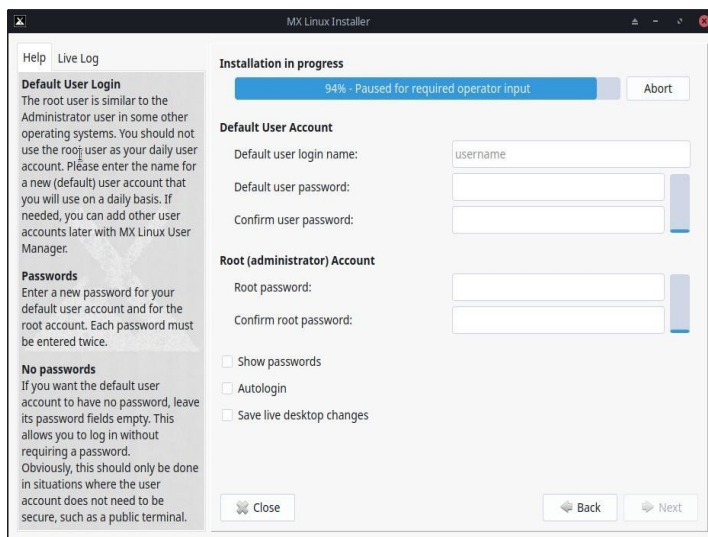 MX Linux Installer
Help
Live Log
Default User Login
The root user is similar to the
Administrator user in some other
operating systems. You should not
use the root user as your daily user
account. Please enter the name for
a new (default) user account that
you will use on a daily basis. If
needed, you can add other user
accounts later with MX Linux User
Manager.
Passwords
Enter a new password for your
default user account and for the
root account. Each password must
be entered twice.
No passwords
If you want the default user
account to have no password, leave
its password fields empty. This
allows you to log in without
requiring a password.
Obviously, this should only be done
in situations where the user
account does not need to be
secure, such as a public terminal.
Installation in progress
94% - Paused for required operator input
Abort
Default User Account
Default user login name:
username
Default user password:
Confirm user password:
Root (administrator) Account
Root password:
Confirm root password:
Show passwords
Autologin
Save live desktop changes
Close
Back
Next